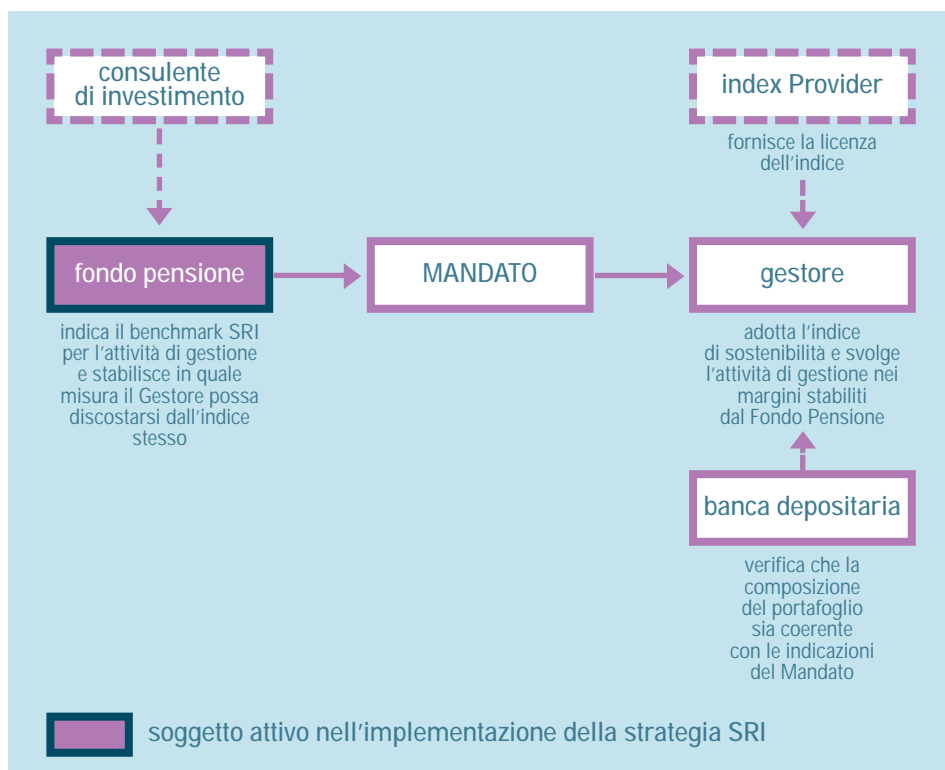 consulente
di investimento
index Provider
fornisce la licenza
dell'indice
fondo pensione
MANDATO
gestore
indica il benchmark SRI
per l'attività di gestione
e stabilisce in quale
misura il Gestore possa
discostarsi dall'indice
stesso
adotta l'indice
di sostenibilità e svolge
l'attività di gestione nei
margini stabiliti
dal Fondo Pensione
banca depositaria
verifica che la
composizione
del portafoglio
sia coerente
con le indicazioni
del Mandato
soggetto attivo nell'implementazione della strategia SRI